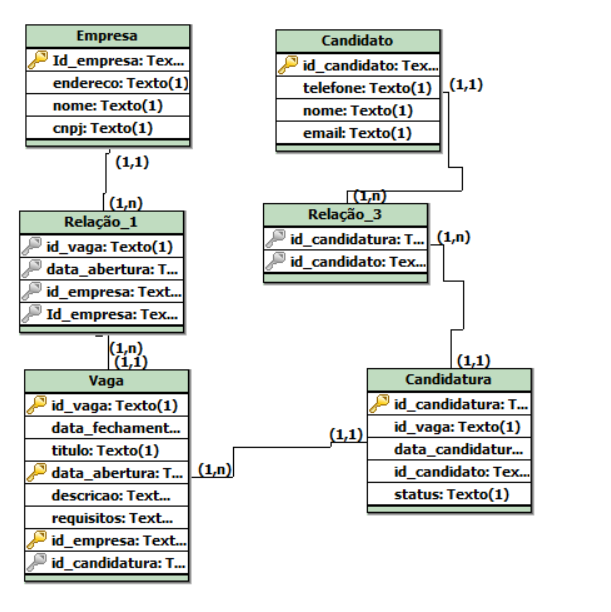 Empresa
Id_empresa: Tex...
endereco: Texto(1)
nome: Texto(1)
cnpj: Texto(1)
(1,1)
(1,n)
Relação_1
id_vaga: Texto(1)
data_abertura: T...
id_empresa: Text...
Id_empresa: Tex...
(1,n)
(1,1)
Vaga
id_vaga: Texto(1)
data_fechament...
titulo: Texto(1)
data_abertura: T...
descricao: Text...
requisitos: Text...
id_empresa: Text...
id_candidatura: T...
(1,n)
(1,1)
Candidato
id_candidato: Tex...
telefone: Texto(1)
nome: Texto(1)
email: Texto(1)
(1,1)
(1,n)
Relação_3
id_candidatura: T...
id_candidato: Tex...
(1,n)
(1,1)
Candidatura
id_candidatura: T...
id_vaga: Texto(1)
data_candidatur...
id_candidato: Tex...
status: Texto(1)